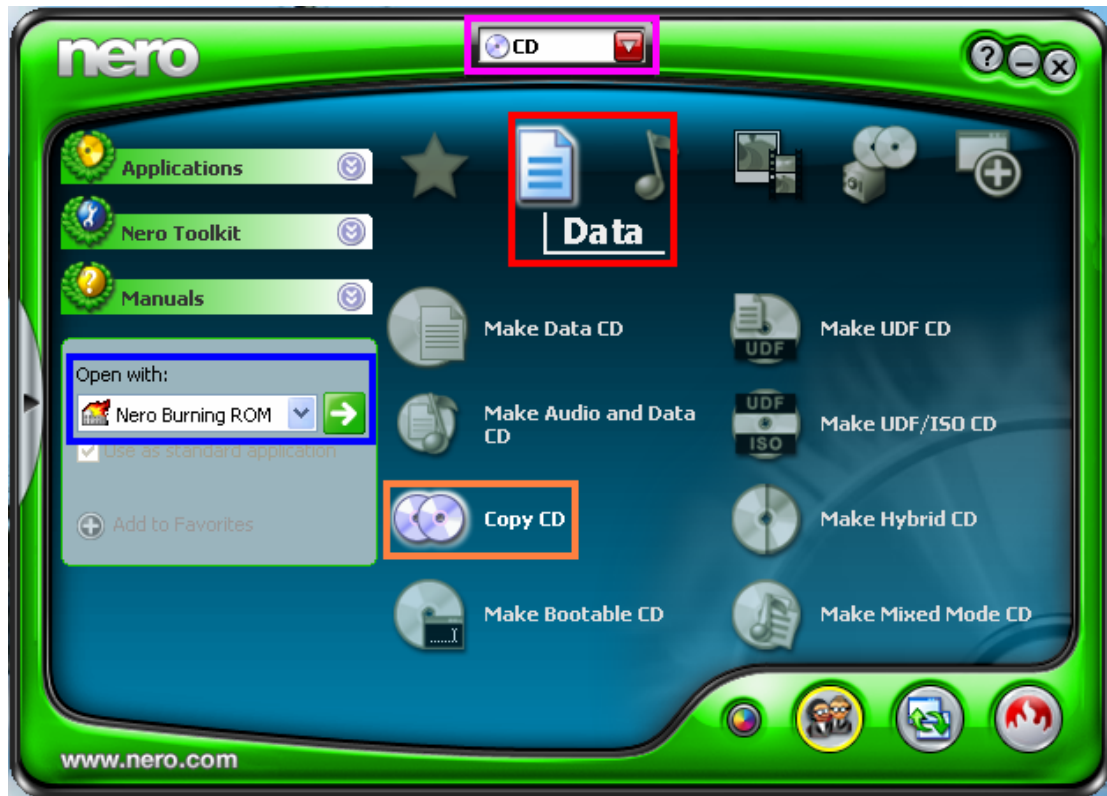 nero
CD
?
Applications
Nero Toolkit
Manuals
Data
Open with:
Nero Burning ROM
Use as standard application
Add to Favorites
Make Data CD
Make Audio and Data
CD
Copy CD
Make Bootable CD
UDF
Make UDF CD
UDF
ISO
Make UDF/ISO CD
Make Hybrid CD
Make Mixed Mode CD
www.nero.com